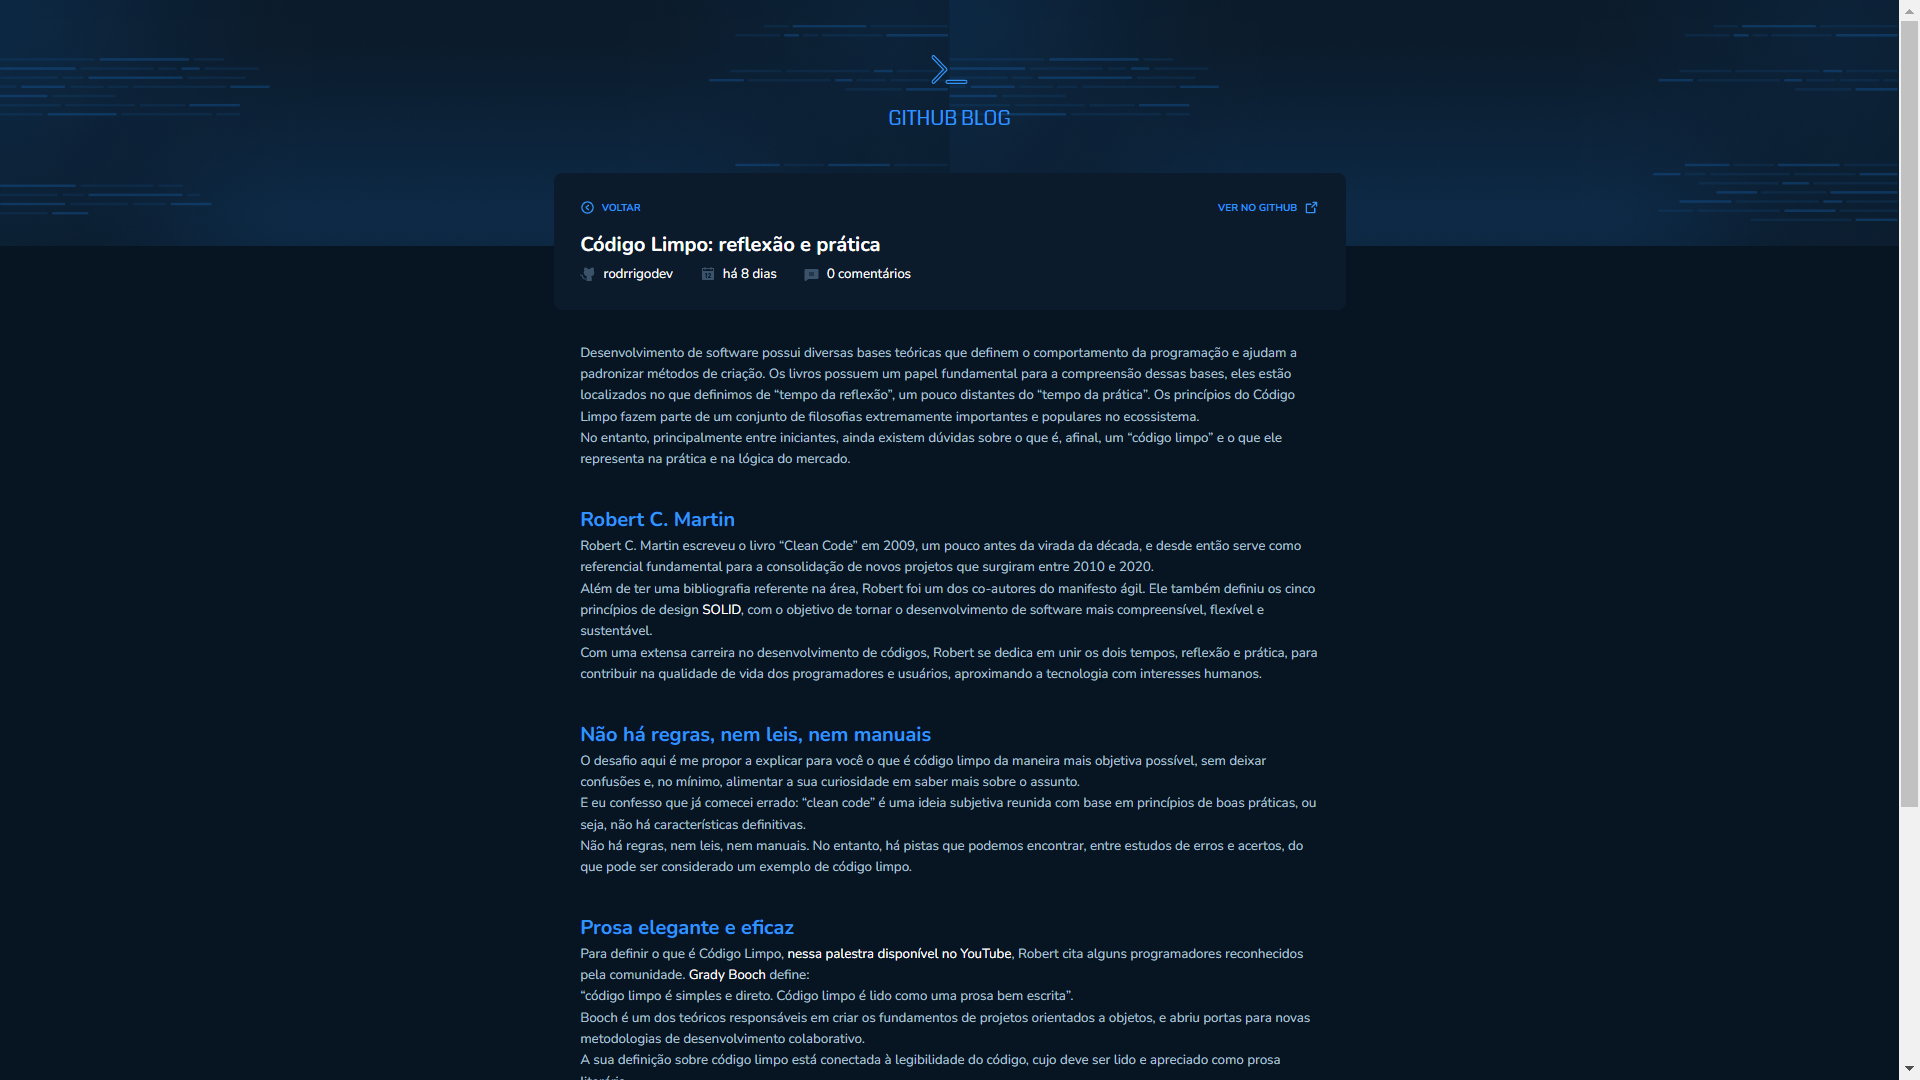 GITHUB BLOG
VOLTAR
VER NO GITHUB
Código Limpo: reflexão e prática
rodrrigodev
há 8 dias
0 comentários
Desenvolvimento de software possui diversas bases teóricas que definem o comportamento da programação e ajudam a
padronizar métodos de criação. Os livros possuem um papel fundamental para a compreensão dessas bases, eles estão
localizados no que definimos de “tempo da reflexão”, um pouco distantes do “tempo da prática”. Os princípios do Código
Limpo fazem parte de um conjunto de filosofias extremamente importantes e populares no ecossistema.
No entanto, principalmente entre iniciantes, ainda existem dúvidas sobre o que é, afinal, um “código limpo” e o que ele
representa na prática e na lógica do mercado.
Robert C. Martin
Robert C. Martin escreveu o livro “Clean Code” em 2009, um pouco antes da virada da década, e desde então serve como
referencial fundamental para a consolidação de novos projetos que surgiram entre 2010 e 2020.
Além de ter uma bibliografia referente na área, Robert foi um dos co-autores do manifesto ágil. Ele também definiu os cinco
princípios de design SOLID, com o objetivo de tornar o desenvolvimento de software mais compreensível, flexível e
sustentável.
Com uma extensa carreira no desenvolvimento de códigos, Robert se dedica em unir os dois tempos, reflexão e prática, para
contribuir na qualidade de vida dos programadores e usuários, aproximando a tecnologia com interesses humanos.
Não há regras, nem leis, nem manuais
O desafio aqui é me propor a explicar para você o que é código limpo da maneira mais objetiva possível, sem deixar
confusões e, no mínimo, alimentar a sua curiosidade em saber mais sobre o assunto.
E eu confesso que já comecei errado: “clean code” é uma ideia subjetiva reunida com base em princípios de boas práticas, ou
seja, não há características definitivas.
Não há regras, nem leis, nem manuais. No entanto, há pistas que podemos encontrar, entre estudos de erros e acertos, do
que pode ser considerado um exemplo de código limpo.
Prosa elegante e eficaz
Para definir o que é Código Limpo, nessa palestra disponível no YouTube, Robert cita alguns programadores reconhecidos
pela comunidade. Grady Booch define:
“código limpo é simples e direto. Código limpo é lido como uma prosa bem escrita”.
Booch é um dos teóricos responsáveis em criar os fundamentos de projetos orientados a objetos, e abriu portas para novas
metodologias de desenvolvimento colaborativo.
A sua definição sobre código limpo está conectada à legibilidade do código, cujo deve ser lido e apreciado como prosa